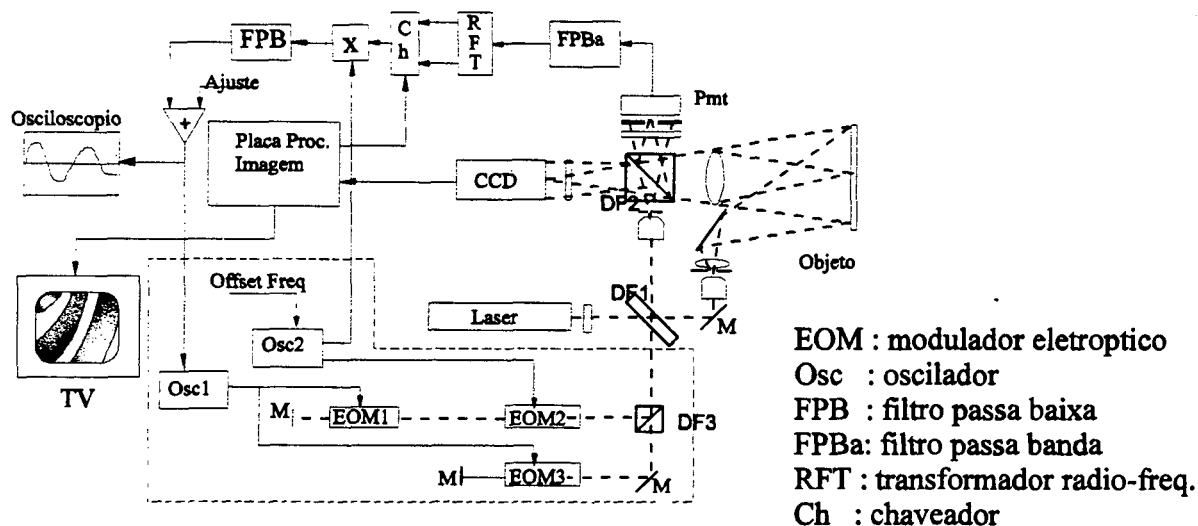 FPB
X
C
h
R
F
T
FPBa
Ajuste
+
Pmt
Osciloscopio
Placa Proc.
Imagem
CCD
DF2
Objeto
Offset Freq
DF1
Laser
M
Osc2
TV
Osc1
M
EOM1
EOM2
DF3
M
EOM3
M
EOM : modulador eletroptico
Osc : oscilador
FPB : filtro passa baixa
FPBa: filtro passa banda
RFT : transformador radio-freq.
Ch : chaveador